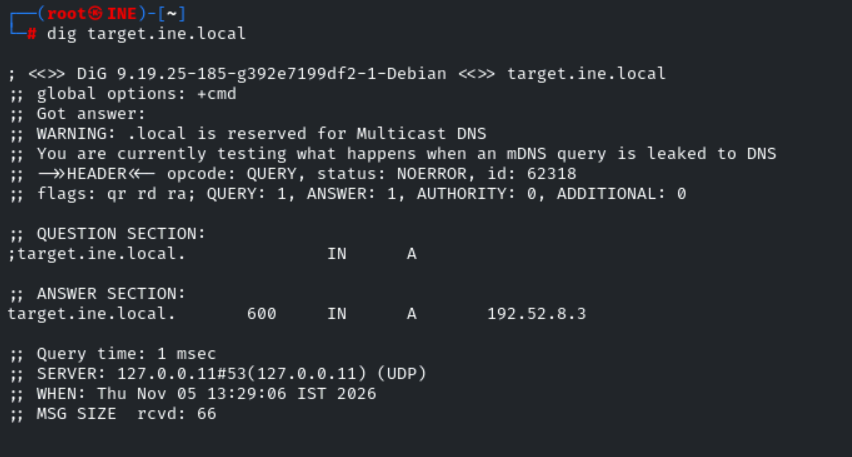 ┌──(root㉿INE)-[~]
└─# dig target.ine.local
; <<>> DiG 9.19.25-185-g392e7199df2-1-Debian <<>> target.ine.local
;; global options: +cmd
;; Got answer:
;; WARNING: .local is reserved for Multicast DNS
;; You are currently testing what happens when an mDNS query is leaked to DNS
;; ->>HEADER<<- opcode: QUERY, status: NOERROR, id: 62318
;; flags: qr rd ra; QUERY: 1, ANSWER: 1, AUTHORITY: 0, ADDITIONAL: 0
;; QUESTION SECTION:
;target.ine.local. IN A
;; ANSWER SECTION:
target.ine.local. 600 IN A 192.52.8.3
;; Query time: 1 msec
;; SERVER: 127.0.0.11#53(127.0.0.11) (UDP)
;; WHEN: Thu Nov 05 13:29:06 IST 2026
;; MSG SIZE rcvd: 66